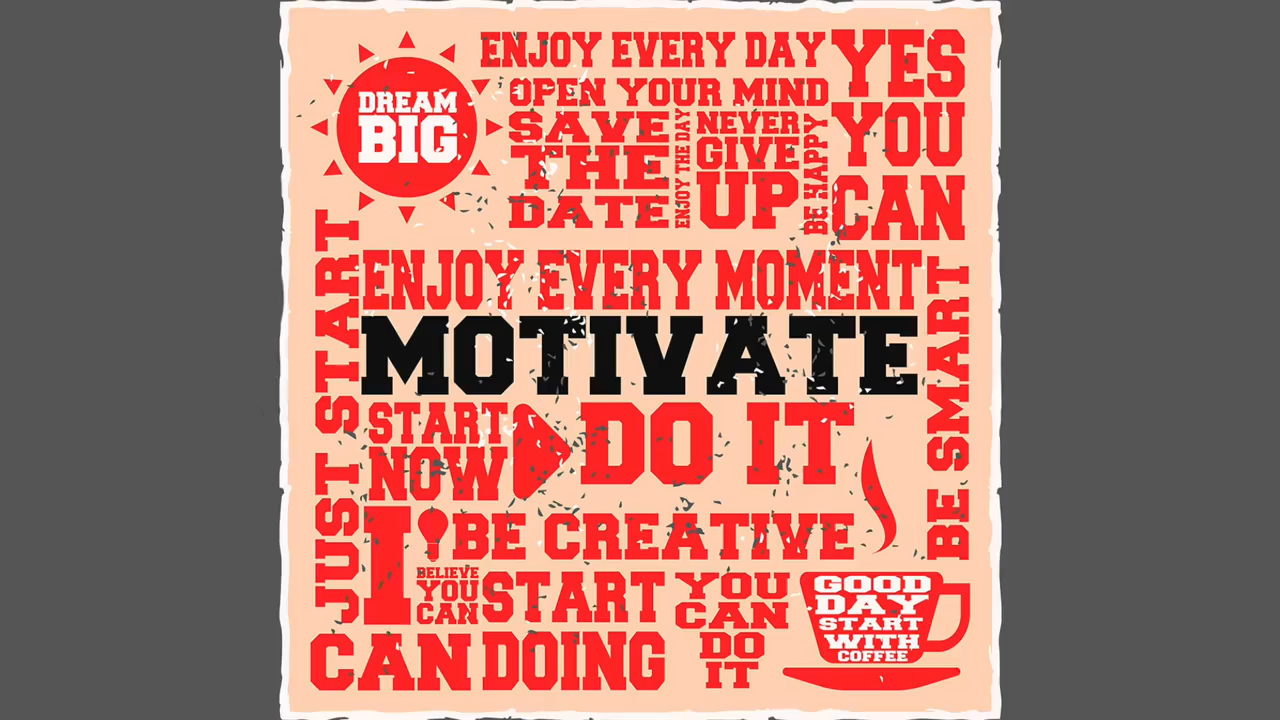 DREAM
BIG
ENJOY EVERY DAY
OPEN YOUR MIND
SAVE
THE
DATE
ENJOY THE DAY
NEVER
GIVE
UP
BE HAPPY
YES
YOU
CAN
JUST START
ENJOY EVERY MOMENT
MOTIVATE
START
NOW
DO IT
BE SMART
I
CAN
BE CREATIVE
BELIEVE
YOU
CAN
START
DOING
YOU
CAN
DO
IT
GOOD
DAY
START
WITH
COFFEE